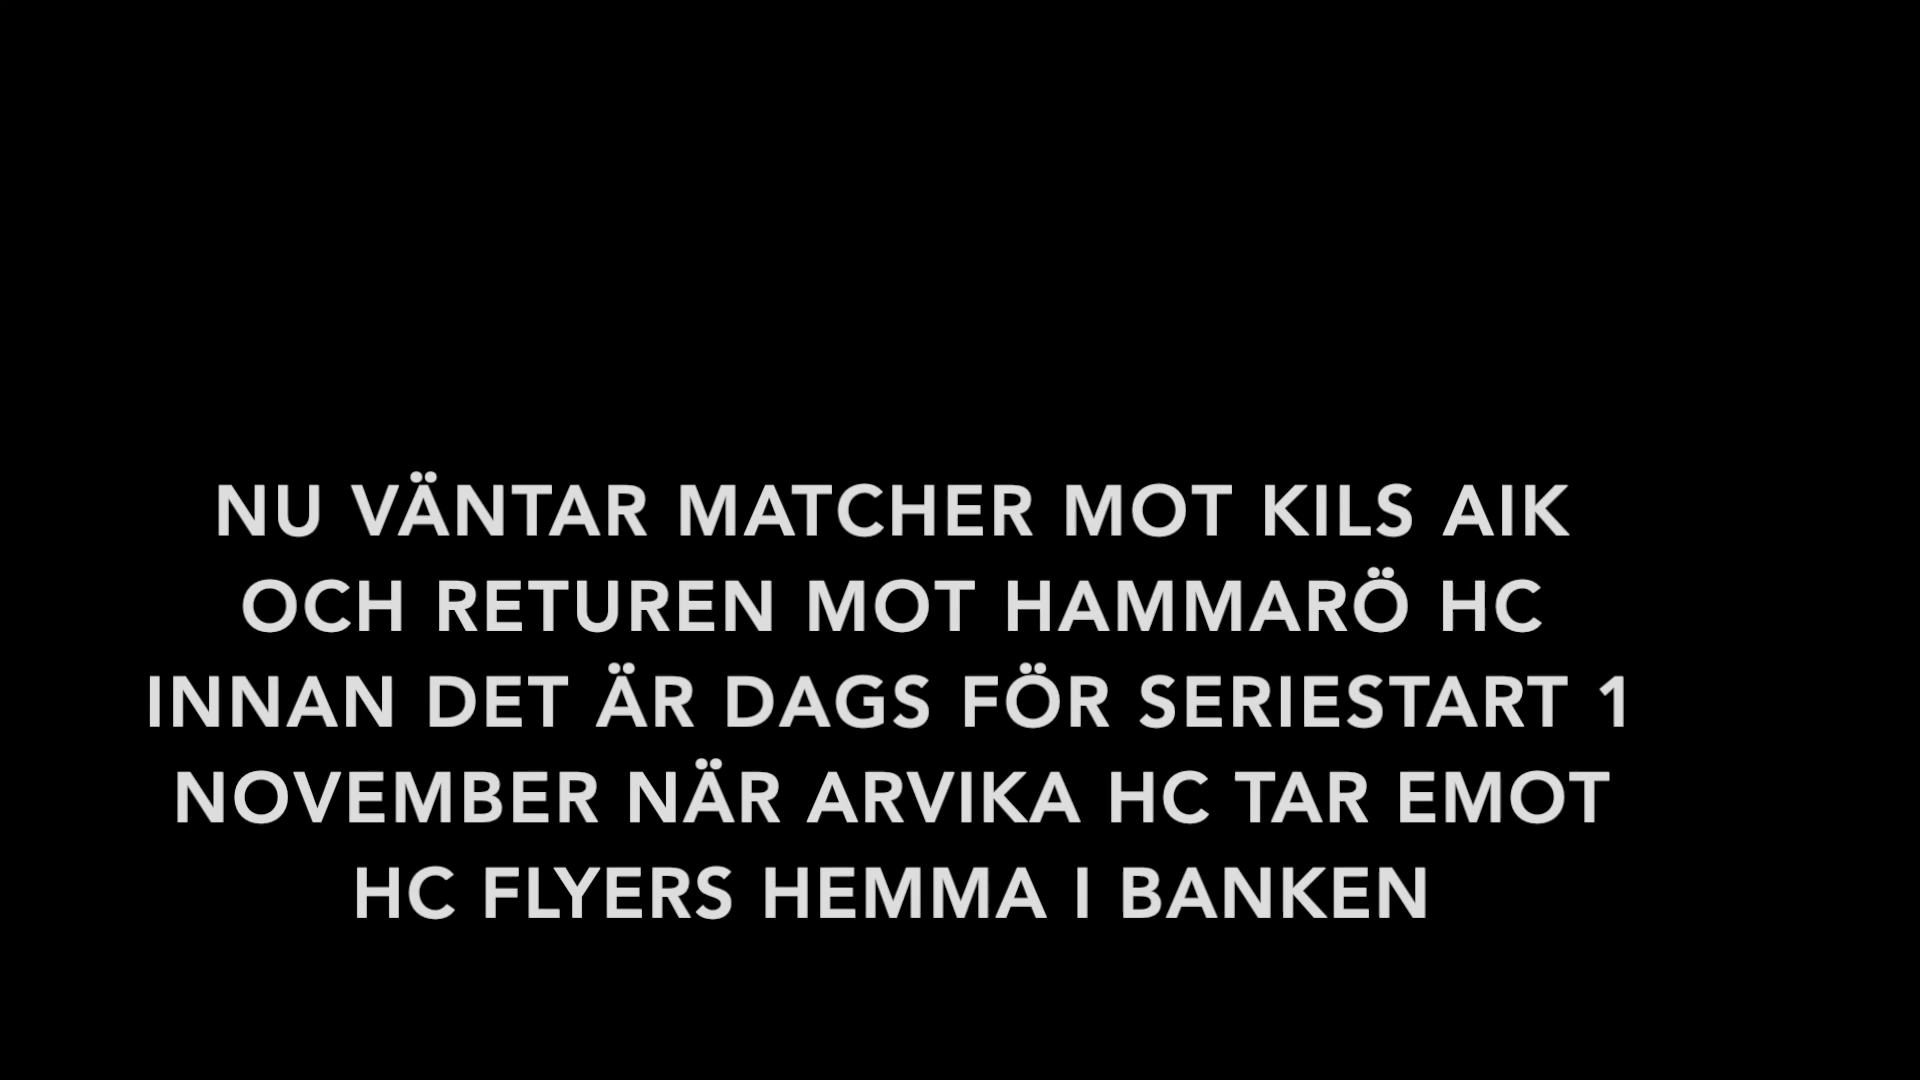 NU VÄNTAR MATCHER MOT KILS AIK
OCH RETUREN MOT HAMMARÖ HC
INNAN DET ÄR DAGS FÖR SERIESTART 1
NOVEMBER NÄR ARVIKA HC TAR EMOT
HC FLYERS HEMMA I BANKEN